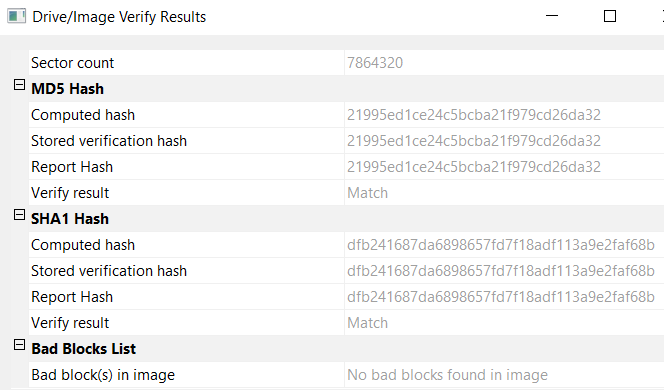 Drive/Image Verify Results
Sector count 7864320
MD5 Hash
Computed hash 21995ed1ce24c5bcba21f979cd26da32
Stored verification hash 21995ed1ce24c5bcba21f979cd26da32
Report Hash 21995ed1ce24c5bcba21f979cd26da32
Verify result Match
SHA1 Hash
Computed hash dfb241687da6898657fd7f18adf113a9e2faf68b
Stored verification hash dfb241687da6898657fd7f18adf113a9e2faf68b
Report Hash dfb241687da6898657fd7f18adf113a9e2faf68b
Verify result Match
Bad Blocks List
Bad block(s) in image No bad blocks found in image